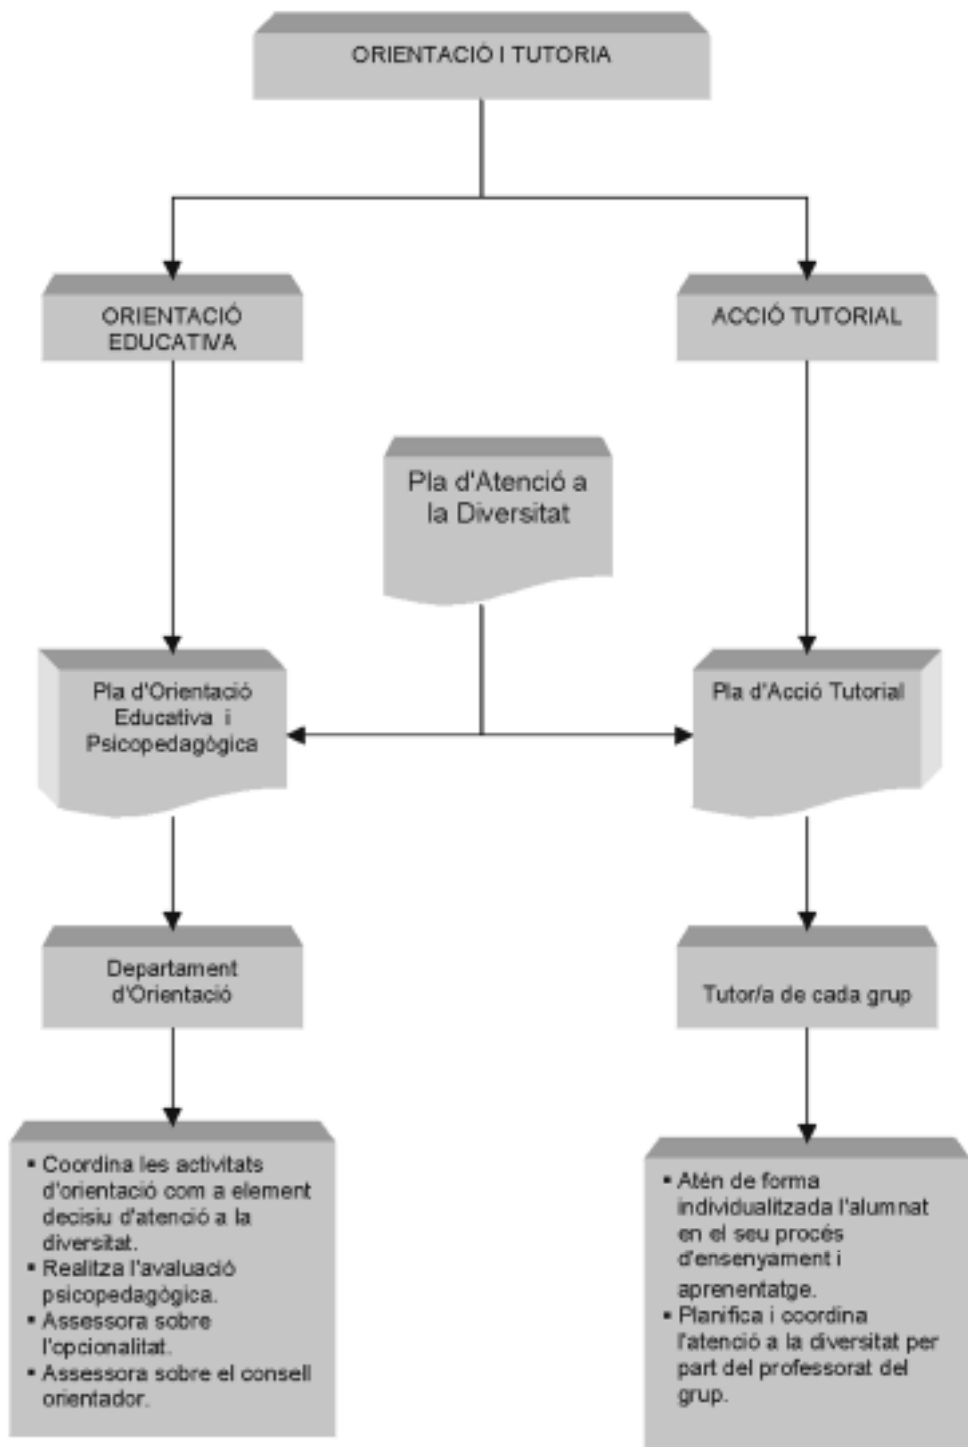 ORIENTACIÓ I TUTORIA
ORIENTACIÓ
EDUCATIVA
ACCIÓ TUTORIAL
Pla d'Atenció a
la Diversitat
Pla d'Orientació
Educativa i
Psicopedagògica
Pla d'Acció Tutorial
Departament
d'Orientació
Tutor/a de cada grup
▪ Coordina les activitats
d'orientació com a element
decisiu d'atenció a la
diversitat.
▪ Realitza l'avaluació
psicopedagògica.
▪ Assessora sobre
l'opcionalitat.
▪ Assessora sobre el consell
orientador.
▪ Atén de forma
individualitzada l'alumnat
en el seu procés
d'ensenyament i
aprenentatge.
▪ Planifica i coordina
l'atenció a la diversitat per
part del professorat del
grup.